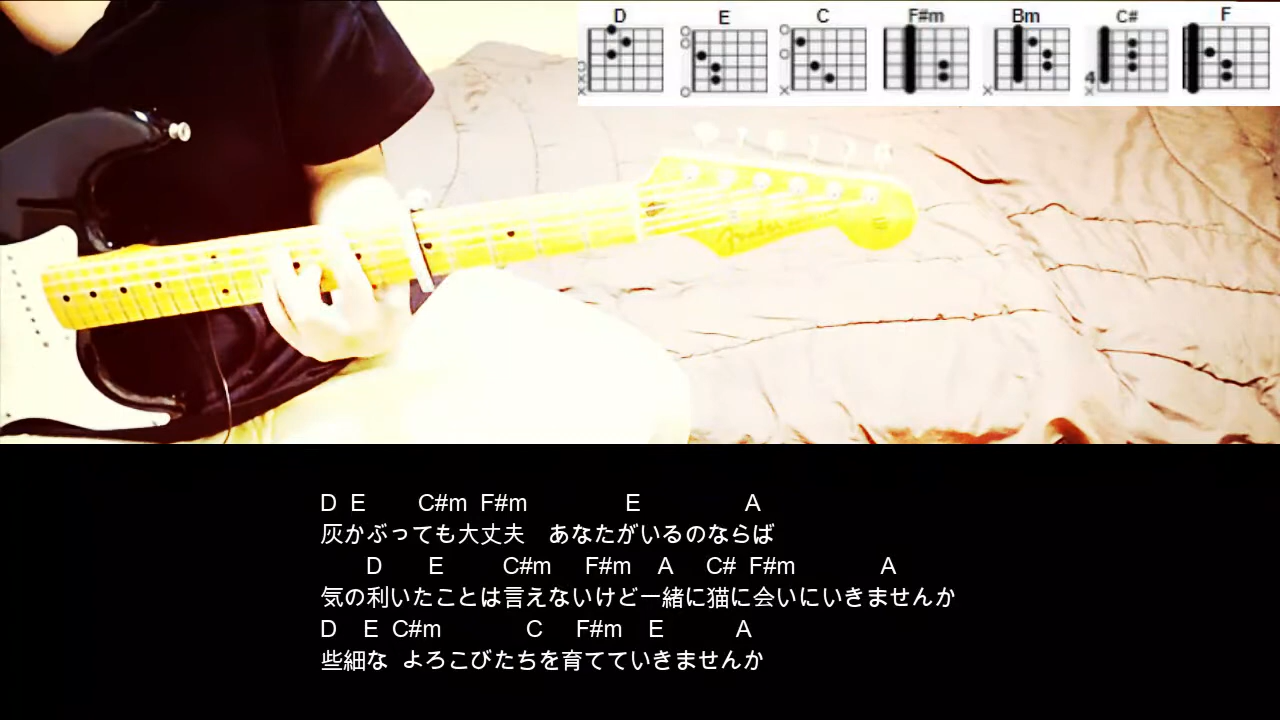 D E C F#m Bm C# F
4
Fender
D E C#m F#m E A
灰かぶっても大丈夫 あなたがいるのならば
D E C#m F#m A C# F#m A
気の利いたことは言えないけど一緒に猫に会いにいきませんか
D E C#m C F#m E A
些細な よろこびたちを育てていきませんか